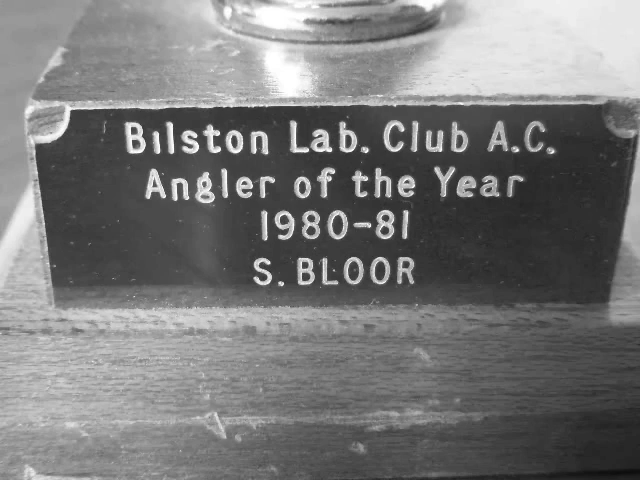 Bilston Lab. Club A.C.
Angler of the Year
1980-81
S. BLOOR